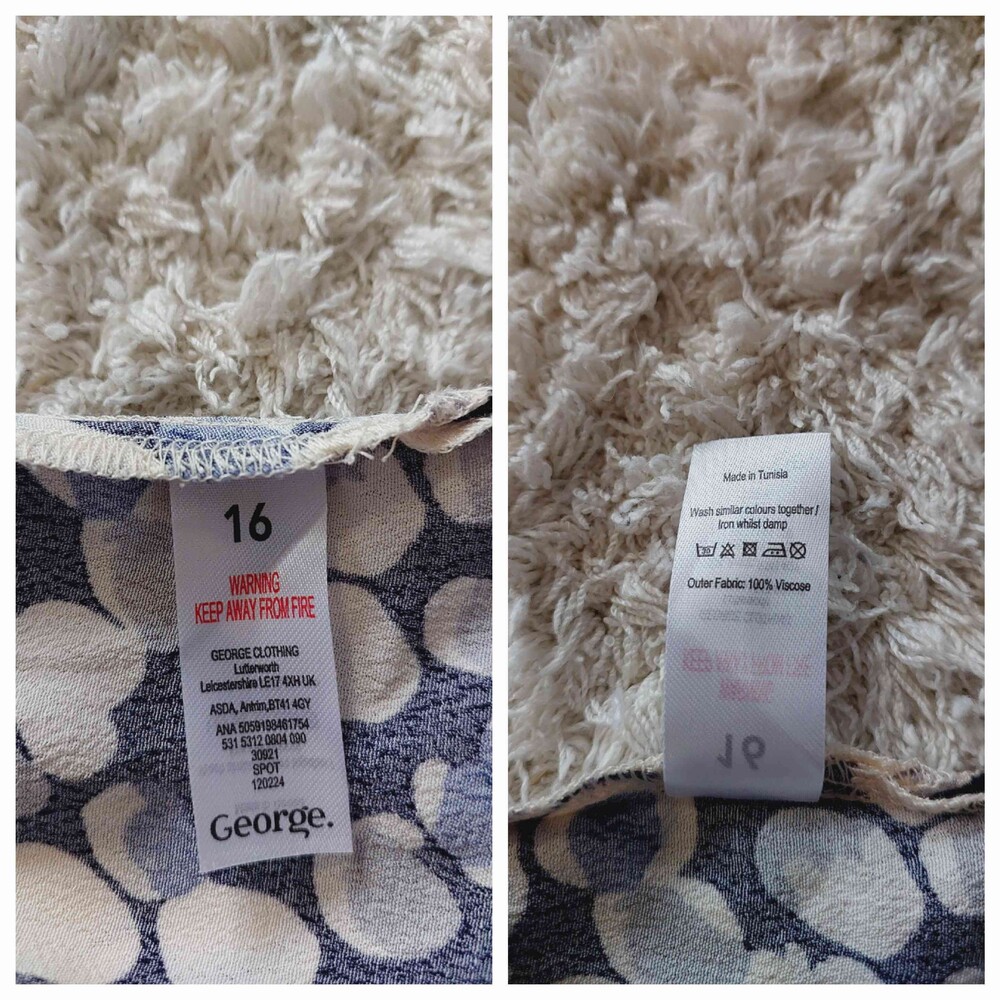 16
WARNING
KEEP AWAY FROM FIRE
GEORGE CLOTHING
Lutterworth
Leicestershire LE17 4XH UK
ASDA, Antrim,BT41 4GY
ANA 5059198461754
531 5312 0804 090
30921
SPOT
120224
George.
Made in Tunisia
Wash similar colours together /
Iron whilst damp
30
Outer Fabric: 100% Viscose
16